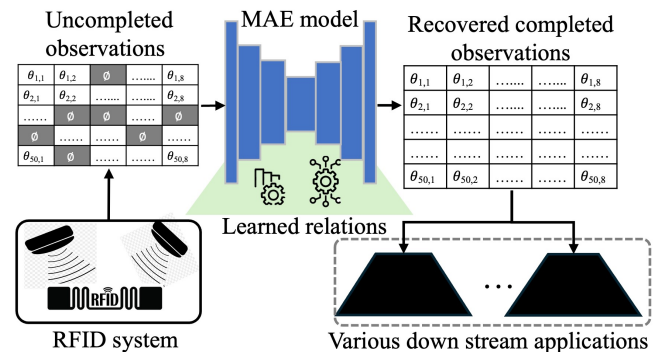 Uncompleted
observations
MAE model
Recovered completed
observations
θ1,1 θ1,2 ∅ ....... θ1,8
θ2,1 θ2,2 ....... ....... θ2,8
...... ∅ ∅ ...... ∅
∅ ...... ...... ∅ ......
θ50,1 ∅ ...... ...... θ50,8
θ1,1 θ1,2 ....... ....... θ1,8
θ2,1 θ2,2 ....... ....... θ2,8
...... ...... ...... ...... ......
...... ...... ...... ...... ......
θ50,1 θ50,2 ...... ...... θ50,8
Learned relations
RFID
...
RFID system
Various down stream applications